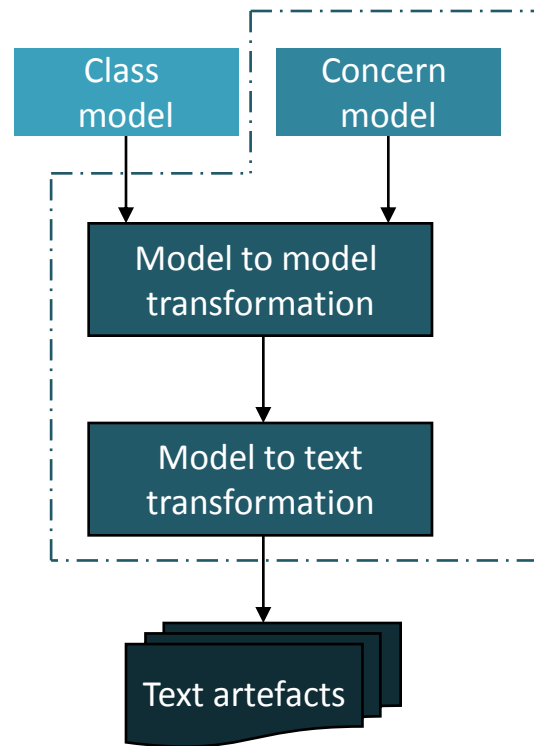 Class
model
Concern
model
Model to model
transformation
Model to text
transformation
Text artefacts